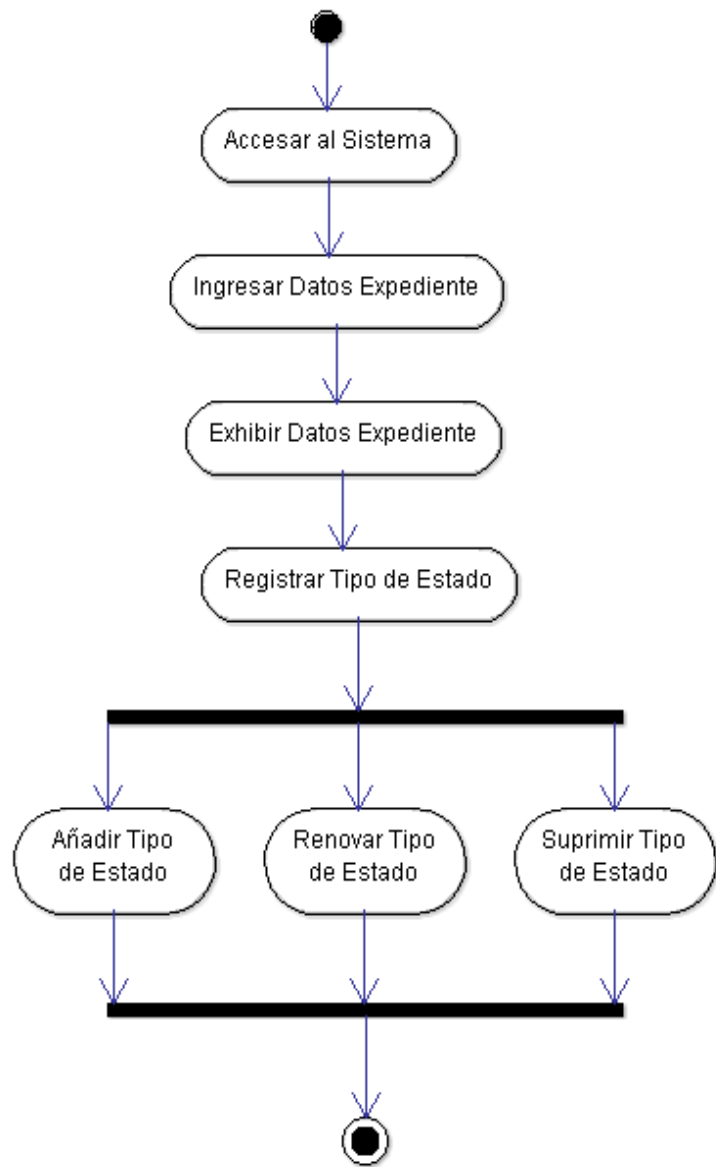 Accesar al Sistema
Ingresar Datos Expediente
Exhibir Datos Expediente
Registrar Tipo de Estado
Añadir Tipo
de Estado
Renovar Tipo
de Estado
Suprimir Tipo
de Estado